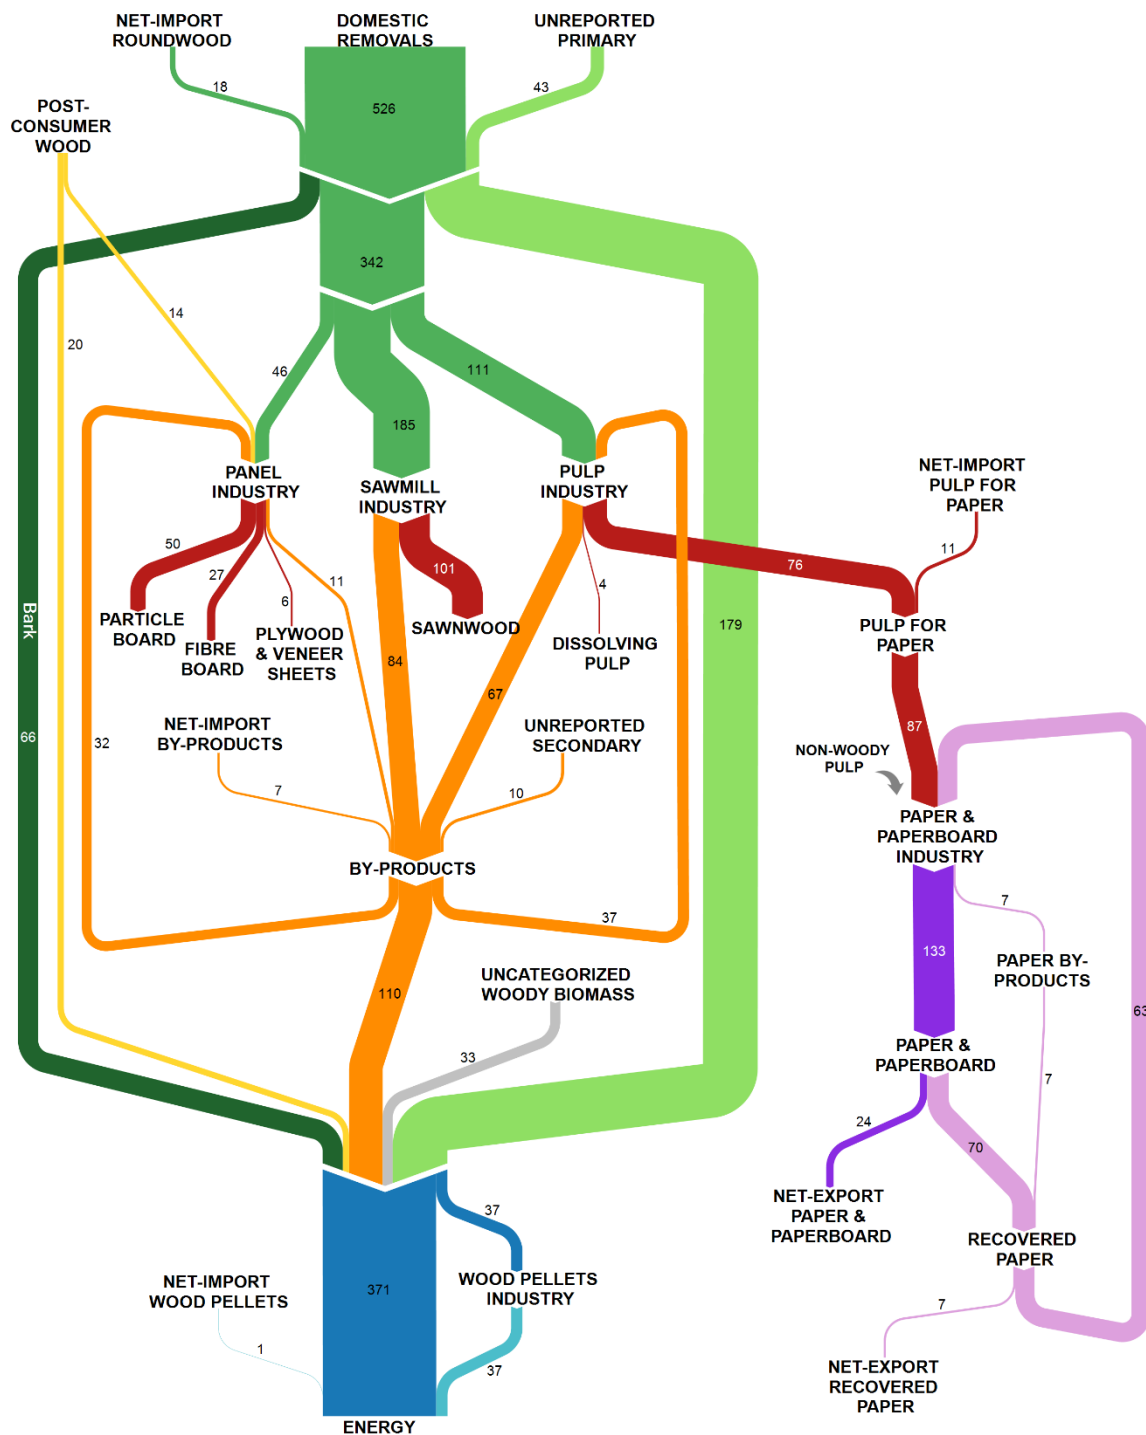 NET-IMPORT
ROUNDWOOD
DOMESTIC
REMOVALS
UNREPORTED
PRIMARY
18
526
43
POST-
CONSUMER
WOOD
342
14
20
46
111
185
PANEL
INDUSTRY
SAWMILL
INDUSTRY
PULP
INDUSTRY
NET-IMPORT
PULP FOR
PAPER
50
27
6
11
101
4
76
11
PARTICLE
BOARD
FIBRE
BOARD
PLYWOOD
& VENEER
SHEETS
SAWNWOOD
DISSOLVING
PULP
179
PULP FOR
PAPER
Bark
84
67
66
32
NET-IMPORT
BY-PRODUCTS
UNREPORTED
SECONDARY
87
NON-WOODY
PULP
7
10
PAPER &
PAPERBOARD
INDUSTRY
BY-PRODUCTS
37
7
133
PAPER BY-
PRODUCTS
63
UNCATEGORIZED
WOODY BIOMASS
110
33
PAPER &
PAPERBOARD
7
24
70
NET-EXPORT
PAPER &
PAPERBOARD
RECOVERED
PAPER
37
NET-IMPORT
WOOD PELLETS
371
WOOD PELLETS
INDUSTRY
7
1
37
NET-EXPORT
RECOVERED
PAPER
ENERGY